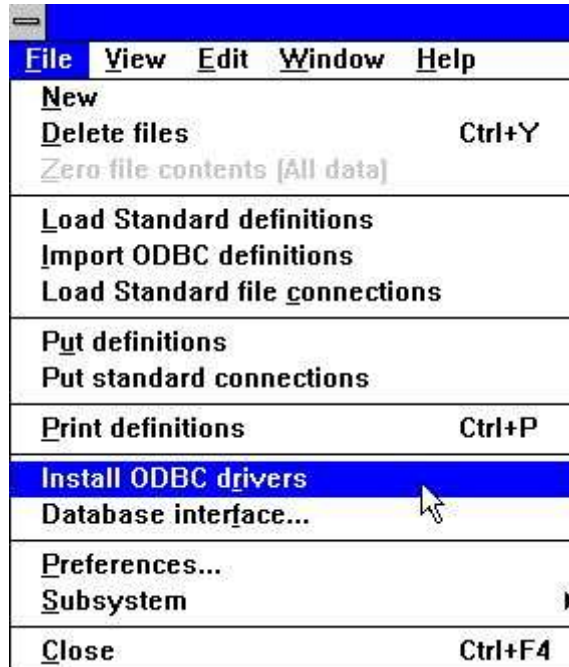 File View Edit Window Help
New
Delete files Ctrl+Y
Zero file contents (All data)
Load Standard definitions
Import ODBC definitions
Load Standard file connections
Put definitions
Put standard connections
Print definitions Ctrl+P
Install ODBC drivers
Database interface...
Preferences...
Subsystem
Close Ctrl+F4